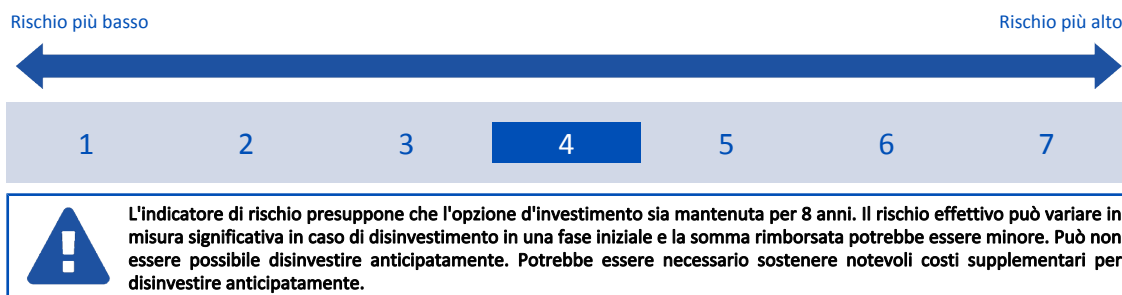 Rischio più basso Rischio più alto
1 2 3 4 5 6 7
L'indicatore di rischio presuppone che l'opzione d'investimento sia mantenuta per 8 anni. Il rischio effettivo può variare in
misura significativa in caso di disinvestimento in una fase iniziale e la somma rimborsata potrebbe essere minore. Può non
essere possibile disinvestire anticipatamente. Potrebbe essere necessario sostenere notevoli costi supplementari per
disinvestire anticipatamente.